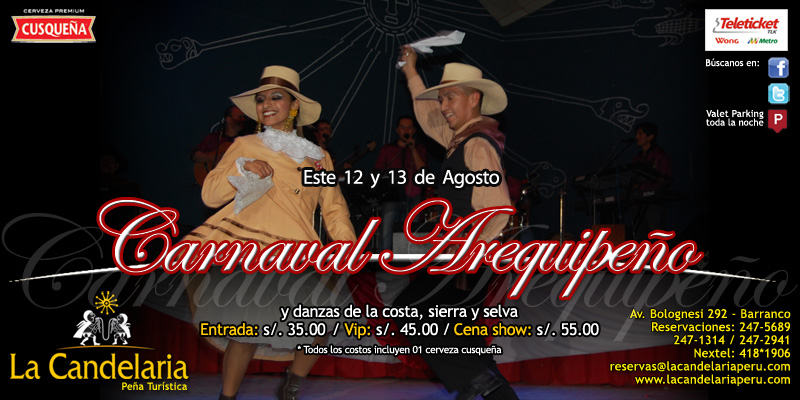 CERVEZA PREMIUM
CUSQUEÑA
Teleticket
TLK
Wong Metro
Búscanos en:
Valet Parking
toda la noche
P
Este 12 y 13 de Agosto
Carnaval Arequipeño
Carnaval Arequipeño
y danzas de la costa, sierra y selva
Entrada: s/. 35.00 / Vip: s/. 45.00 / Cena show: s/. 55.00
* Todos los costos incluyen 01 cerveza cusqueña
La Candelaria
Peña Turística
Av. Bolognesi 292 - Barranco
Reservaciones: 247-5689
247-1314 / 247-2941
Nextel: 418*1906
reservas@lacandelariaperu.com
www.lacandelariaperu.com